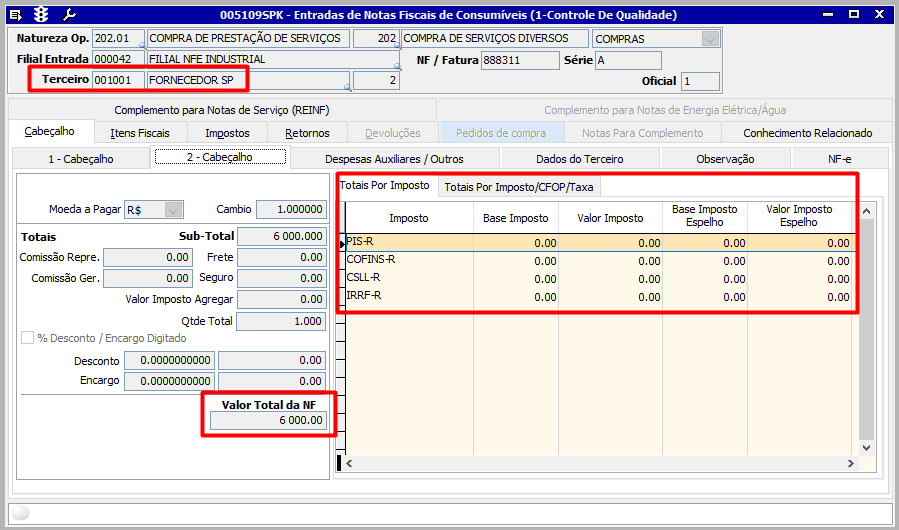 005109SPK - Entradas de Notas Fiscais de Consumíveis (1-Controle De Qualidade)
Natureza Op. 202.01 COMPRA DE PRESTAÇÃO DE SERVIÇOS 202 COMPRA DE SERVIÇOS DIVERSOS COMPRAS
Filial Entrada 000042 FILIAL NFE INDUSTRIAL NF / Fatura 888311 Série A
Terceiro 001001 FORNECEDOR SP 2 Oficial 1
Complemento para Notas de Serviço (REINF) Complemento para Notas de Energia Elétrica/Água
Cabeçalho Itens Fiscais Impostos Retornos Devoluções Pedidos de compra Notas Para Complemento Conhecimento Relacionado
1 - Cabeçalho 2 - Cabeçalho Despesas Auxiliares / Outros Dados do Terceiro Observação NF-e
Moeda a Pagar R$ Cambio 1.000000
Totais Sub-Total 6 000.000
Comissão Repre. 0.00 Frete 0.00
Comissão Ger. 0.00 Seguro 0.00
Valor Imposto Agregar 0.00
Qtde Total 1.000
% Desconto / Encargo Digitado
Desconto 0.0000000000 0.00
Encargo 0.0000000000 0.00
Valor Total da NF
6 000.00
Totais Por Imposto Totais Por Imposto/CFOP/Taxa
Imposto Base Imposto Valor Imposto Base Imposto Espelho Valor Imposto Espelho
PIS-R 0.00 0.00 0.00 0.00
COFINS-R 0.00 0.00 0.00 0.00
CSLL-R 0.00 0.00 0.00 0.00
IRRF-R 0.00 0.00 0.00 0.00